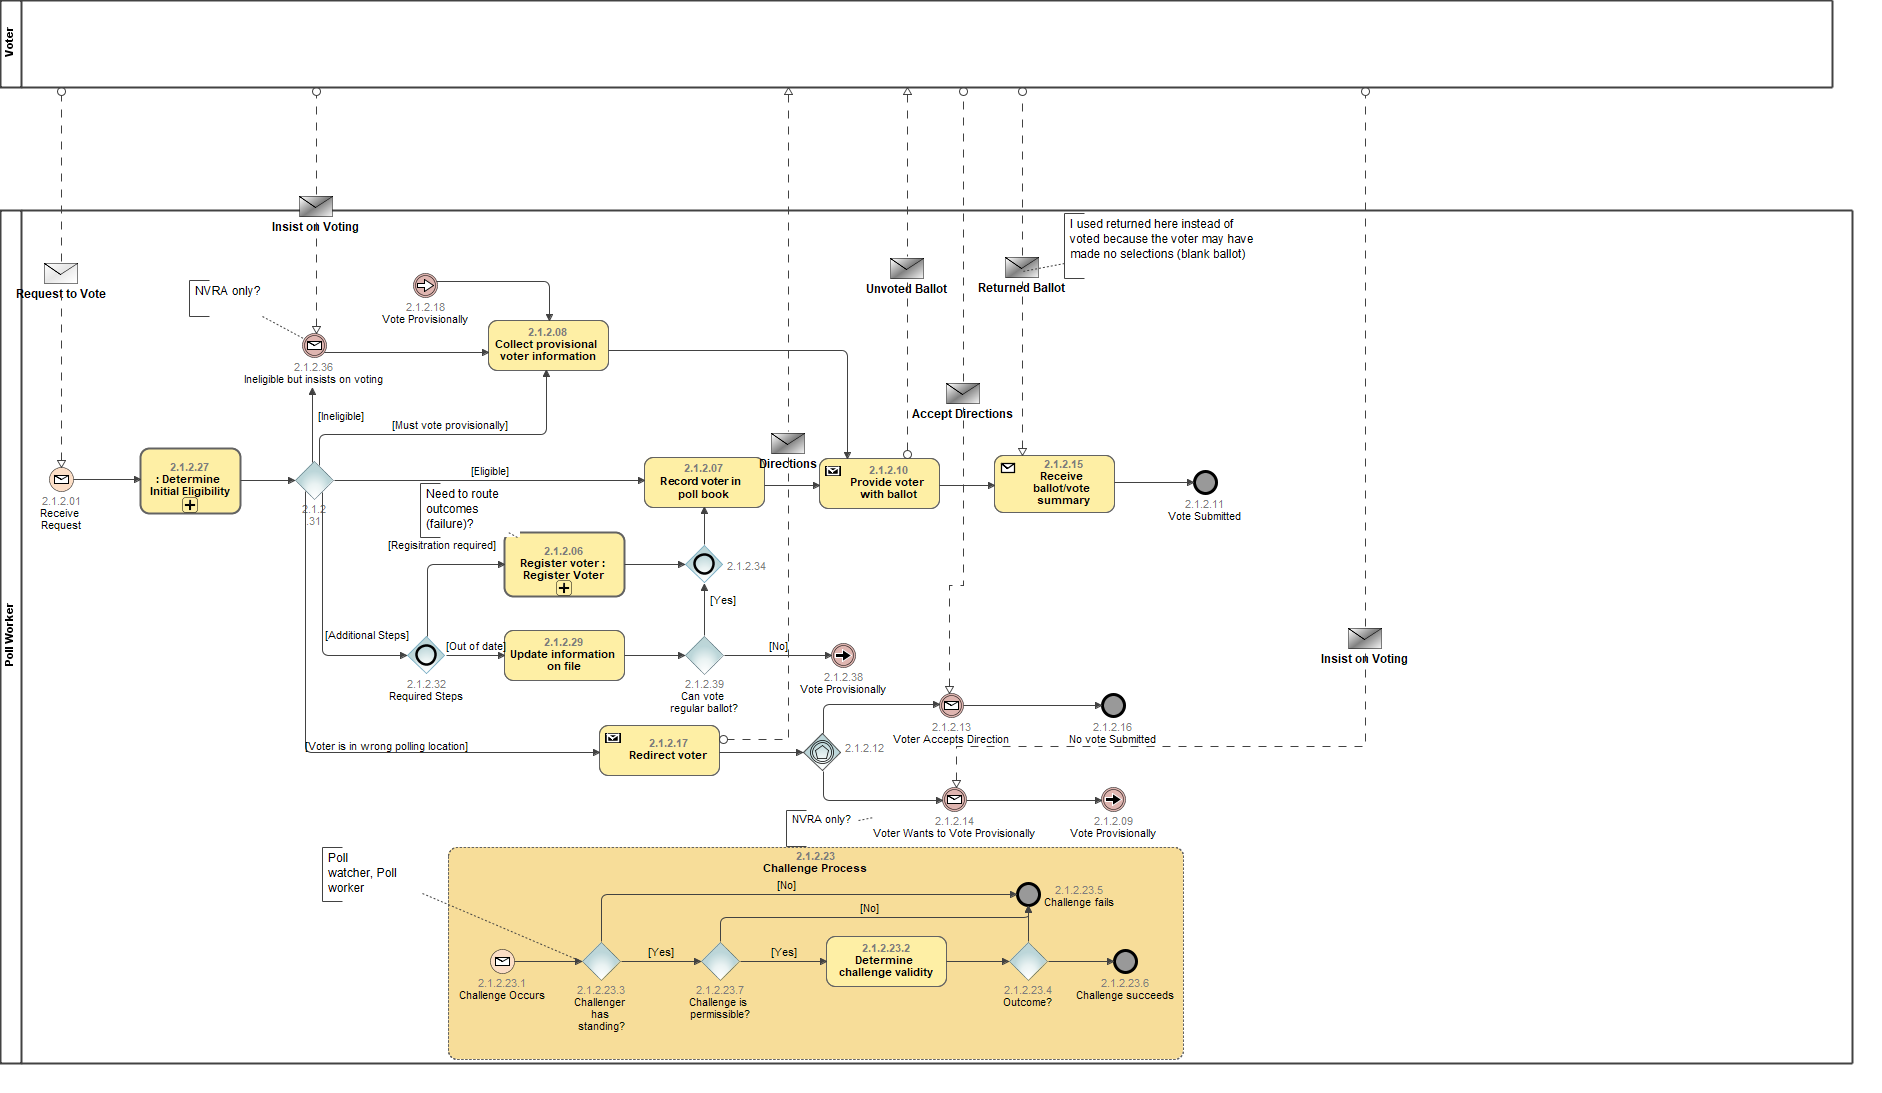 Voter
Insist on Voting
Request to Vote
I used returned here instead of
voted because the voter may have
made no selections (blank ballot)
Unvoted Ballot
Returned Ballot
NVRA only?
2.1.2.18
Vote Provisionally
2.1.2.08
Collect provisional
voter information
2.1.2.36
Ineligible but insists on voting
Accept Directions
[Ineligible]
[Must vote provisionally]
Directions
2.1.2.01
Receive
Request
2.1.2.27
: Determine
Initial Eligibility
2.1.2
.31
[Eligible]
2.1.2.07
Record voter in
poll book
2.1.2.10
Provide voter
with ballot
2.1.2.15
Receive
ballot/vote
summary
2.1.2.11
Vote Submitted
Need to route
outcomes
(failure)?
[Regisitration required]
2.1.2.06
Register voter :
Register Voter
2.1.2.34
[Yes]
Poll Worker
[Additional Steps]
2.1.2.32
Required Steps
[Out of date]
2.1.2.29
Update information
on file
2.1.2.39
Can vote
regular ballot?
[No]
2.1.2.38
Vote Provisionally
Insist on Voting
[Voter is in wrong polling location]
2.1.2.17
Redirect voter
2.1.2.12
2.1.2.13
Voter Accepts Direction
2.1.2.16
No vote Submitted
NVRA only?
2.1.2.14
Voter Wants to Vote Provisionally
2.1.2.09
Vote Provisionally
Poll
watcher, Poll
worker
2.1.2.23
Challenge Process
[No]
2.1.2.23.5
Challenge fails
[No]
2.1.2.23.1
Challenge Occurs
2.1.2.23.3
Challenger
has
standing?
[Yes]
2.1.2.23.7
Challenge is
permissible?
[Yes]
2.1.2.23.2
Determine
challenge validity
2.1.2.23.4
Outcome?
2.1.2.23.6
Challenge succeeds